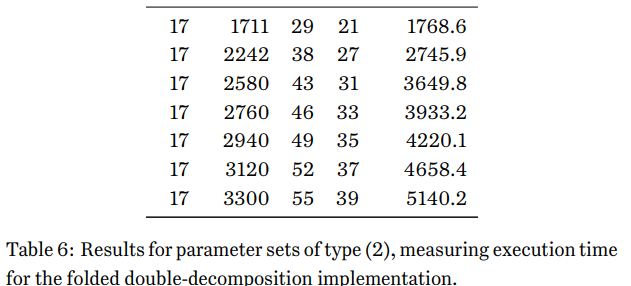 17 1711 29 21 1768.6
17 2242 38 27 2745.9
17 2580 43 31 3649.8
17 2760 46 33 3933.2
17 2940 49 35 4220.1
17 3120 52 37 4658.4
17 3300 55 39 5140.2
Table 6: Results for parameter sets of type (2), measuring execution time
for the folded double-decomposition implementation.